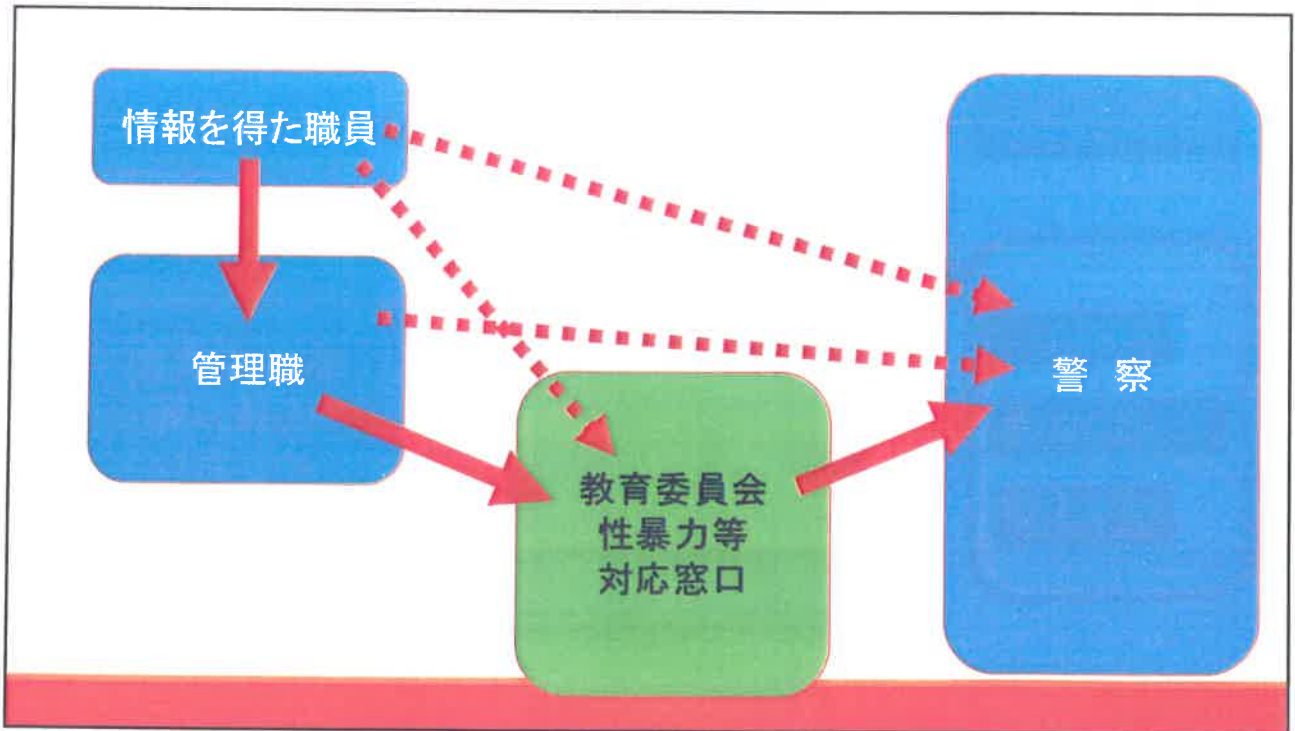 情報を得た職員
管理職
教育委員会
性暴力等
対応窓口
警 察